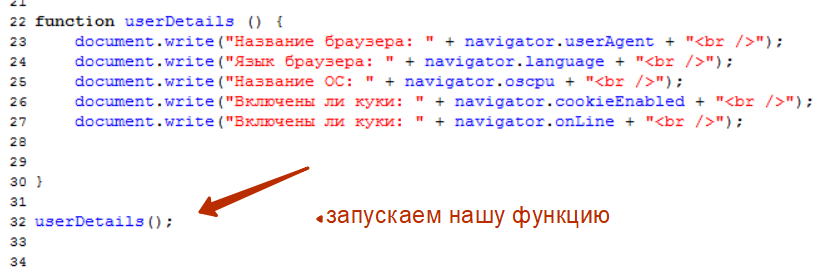 21
22 function userDetails () {
23 document.write("Название браузера: " + navigator.userAgent + "<br />");
24 document.write("Язык браузера: " + navigator.language + "<br />");
25 document.write("Название ОС: " + navigator.oscpu + "<br />");
26 document.write("Включены ли куки: " + navigator.cookieEnabled + "<br />");
27 document.write("Включены ли куки: " + navigator.onLine + "<br />");
28
29
30 }
31
32 userDetails();
запускаем нашу функцию
33
34